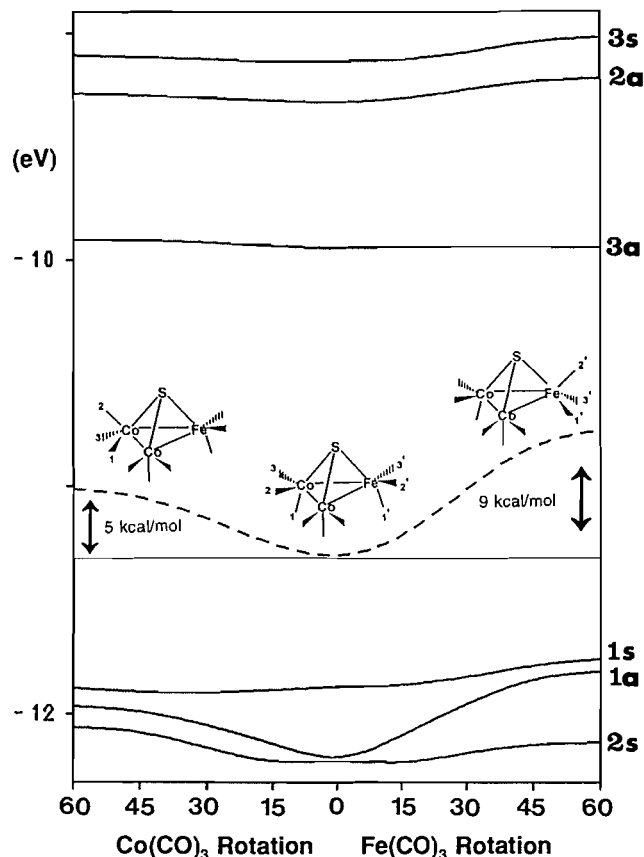 3s
2a
(eV)
-10
3a
S
2
3
Co
Fe
1
Co
S
3
3'
Co
Fe
2
2'
1
Co
1'
S
2'
Co
Fe
3'
Co
1'
5 kcal/mol
9 kcal/mol
1s
1a
-12
2s
60 45 30 15 0 15 30 45 60
Co(CO)₃ Rotation Fe(CO)₃ Rotation